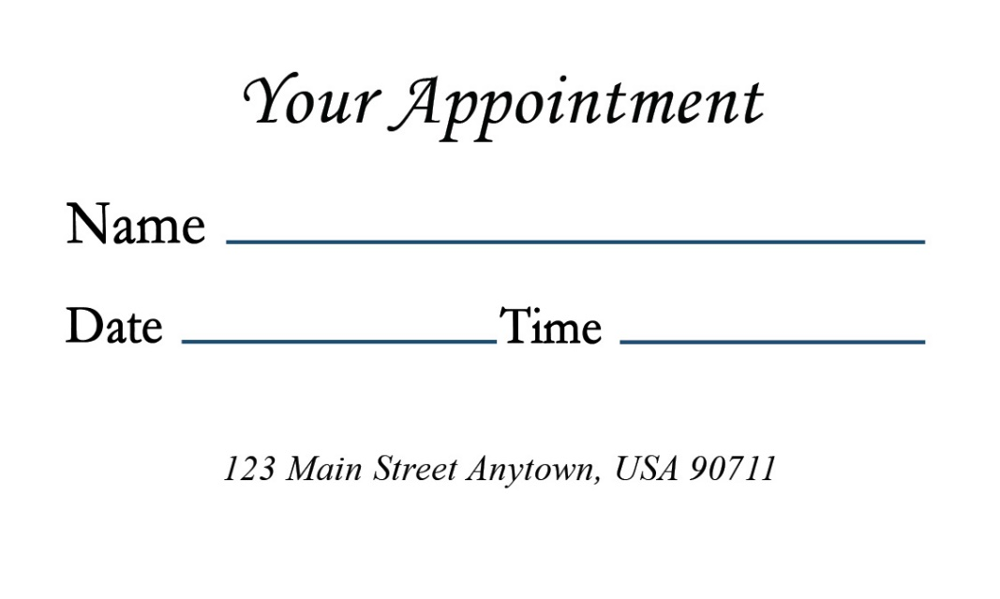 Your Appointment
Name
Date Time
123 Main Street Anytown, USA 90711